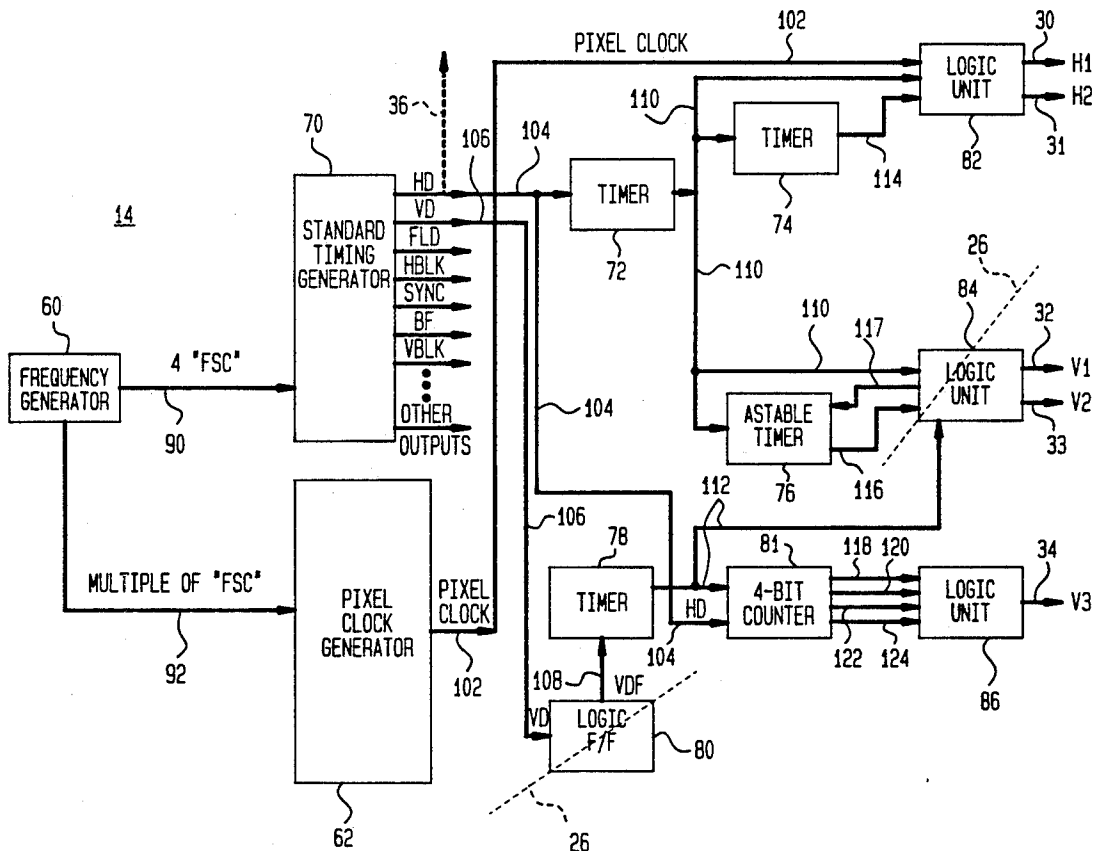 PIXEL CLOCK
102
30
H1
H2
31
LOGIC
UNIT
82
36
106
104
110
TIMER
74
114
70
HD
VD
FLD
HBLK
SYNC
BF
VBLK
OTHER
OUTPUTS
STANDARD
TIMING
GENERATOR
TIMER
72
14
110
26
84
60
FREQUENCY
GENERATOR
4 "FSC"
90
110
117
LOGIC
UNIT
32
V1
V2
33
104
ASTABLE
TIMER
76
116
106
112
78
81
118
120
MULTIPLE OF "FSC"
92
PIXEL
CLOCK
GENERATOR
62
PIXEL
CLOCK
102
TIMER
HD
104
4-BIT
COUNTER
122
124
LOGIC
UNIT
86
34
V3
108
VDF
VD
LOGIC
F/F
80
26